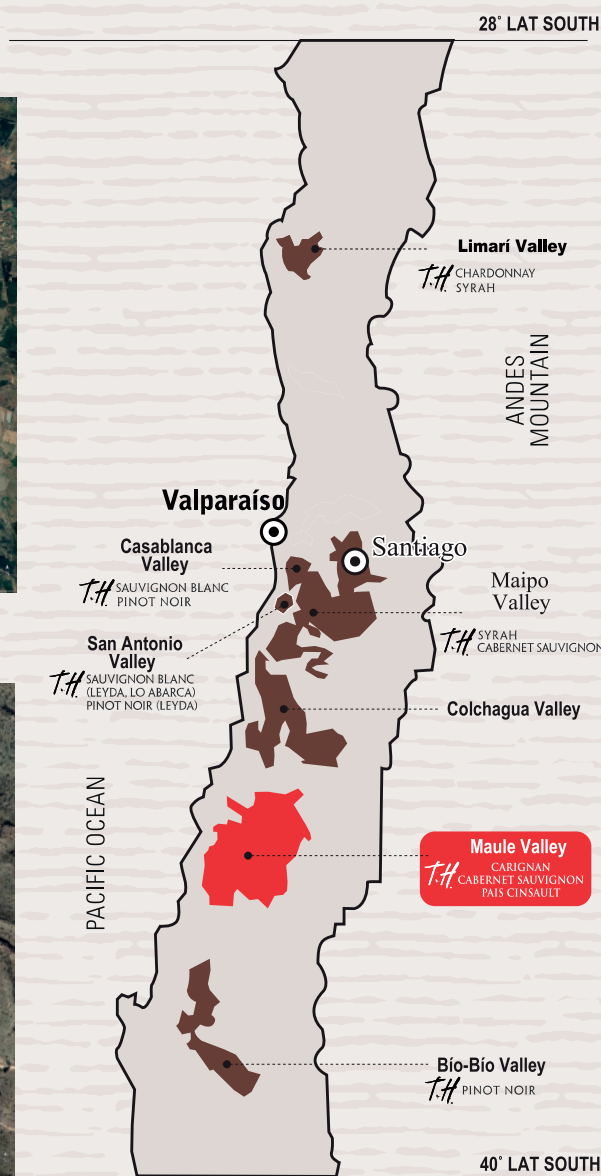 28° LAT SOUTH
Limarí Valley
T.H. CHARDONNAY
SYRAH
ANDES
MOUNTAIN
Valparaíso
Santiago
Casablanca
Valley
T.H. SAUVIGNON BLANC
PINOT NOIR
Maipo
Valley
T.H. SYRAH
CABERNET SAUVIGNON
San Antonio
Valley
T.H. SAUVIGNON BLANC
(LEYDA, LO ABARCA)
PINOT NOIR (LEYDA)
Colchagua Valley
PACIFIC OCEAN
Maule Valley
T.H. CARIGNAN
CABERNET SAUVIGNON
PAIS CINSAULT
Bío-Bío Valley
T.H. PINOT NOIR
40° LAT SOUTH